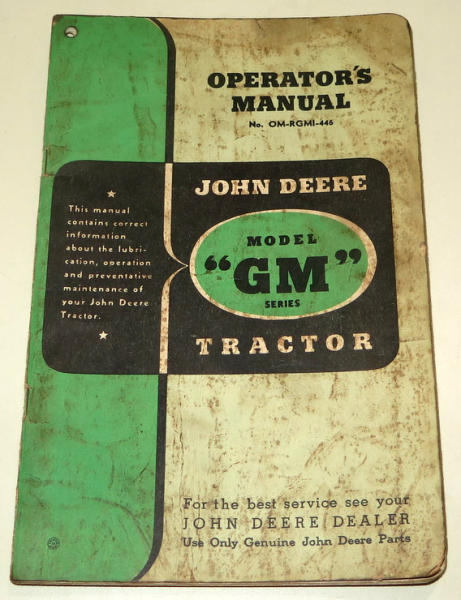 OPERATOR'S
MANUAL
No. OM-RGMI-446
JOHN DEERE
MODEL
"GM"
SERIES
TRACTOR
This manual
contains correct
information
about the lubri-
cation, operation
and preventative
maintenance of
your John Deere
Tractor.
For the best service see your
JOHN DEERE DEALER
Use Only Genuine John Deere Parts